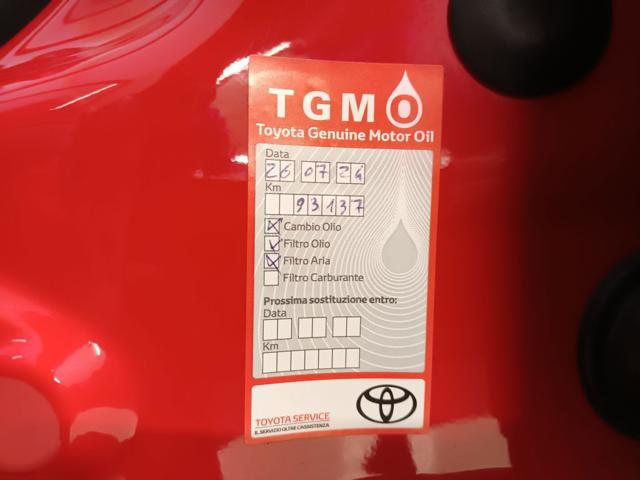 TGMO
Toyota Genuine Motor Oil
Data
26 07 24
Km
93137
Cambio Olio
Filtro Olio
Filtro Aria
Filtro Carburante
Prossima sostituzione entro:
Data
Km
TOYOTA SERVICE
IL SERVIZIO OLTRE L'ASSISTENZA